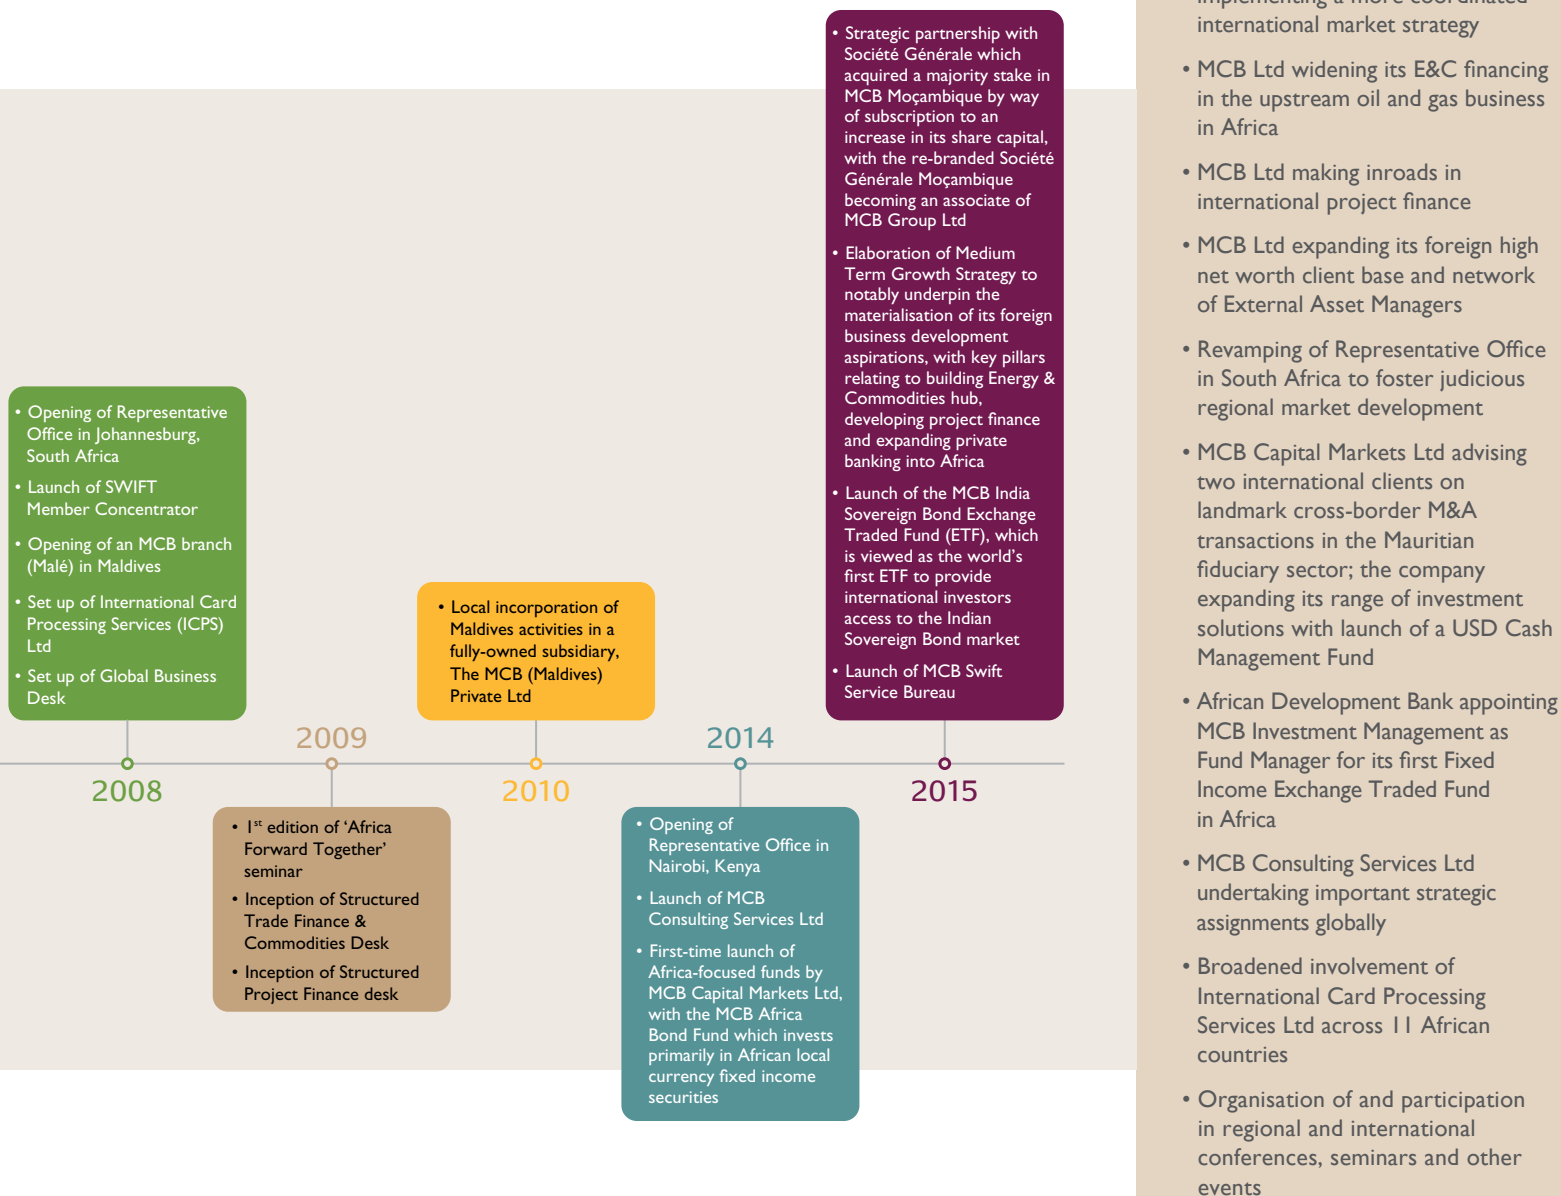 • Opening of Representative
Office in Johannesburg,
South Africa
• Launch of SWIFT
Member Concentrator
• Opening of an MCB branch
(Malé) in Maldives
• Set up of International Card
Processing Services (ICPS)
Ltd
• Set up of Global Business
Desk
2008
2009
• 1st edition of ‘Africa
Forward Together’
seminar
• Inception of Structured
Trade Finance &
Commodities Desk
• Inception of Structured
Project Finance desk
• Local incorporation of
Maldives activities in a
fully-owned subsidiary,
The MCB (Maldives)
Private Ltd
2010
2014
• Opening of
Representative Office in
Nairobi, Kenya
• Launch of MCB
Consulting Services Ltd
• First-time launch of
Africa-focused funds by
MCB Capital Markets Ltd,
with the MCB Africa
Bond Fund which invests
primarily in African local
currency fixed income
securities
• Strategic partnership with
Société Générale which
acquired a majority stake in
MCB Moçambique by way
of subscription to an
increase in its share capital,
with the re-branded Société
Générale Moçambique
becoming an associate of
MCB Group Ltd
• Elaboration of Medium
Term Growth Strategy to
notably underpin the
materialisation of its foreign
business development
aspirations, with key pillars
relating to building Energy &
Commodities hub,
developing project finance
and expanding private
banking into Africa
• Launch of the MCB India
Sovereign Bond Exchange
Traded Fund (ETF), which
is viewed as the world’s
first ETF to provide
international investors
access to the Indian
Sovereign Bond market
• Launch of MCB Swift
Service Bureau
2015
implementing a more coordinated
international market strategy
• MCB Ltd widening its E&C financing
in the upstream oil and gas business
in Africa
• MCB Ltd making inroads in
international project finance
• MCB Ltd expanding its foreign high
net worth client base and network
of External Asset Managers
• Revamping of Representative Office
in South Africa to foster judicious
regional market development
• MCB Capital Markets Ltd advising
two international clients on
landmark cross-border M&A
transactions in the Mauritian
fiduciary sector; the company
expanding its range of investment
solutions with launch of a USD Cash
Management Fund
• African Development Bank appointing
MCB Investment Management as
Fund Manager for its first Fixed
Income Exchange Traded Fund
in Africa
• MCB Consulting Services Ltd
undertaking important strategic
assignments globally
• Broadened involvement of
International Card Processing
Services Ltd across 11 African
countries
• Organisation of and participation
in regional and international
conferences, seminars and other
events